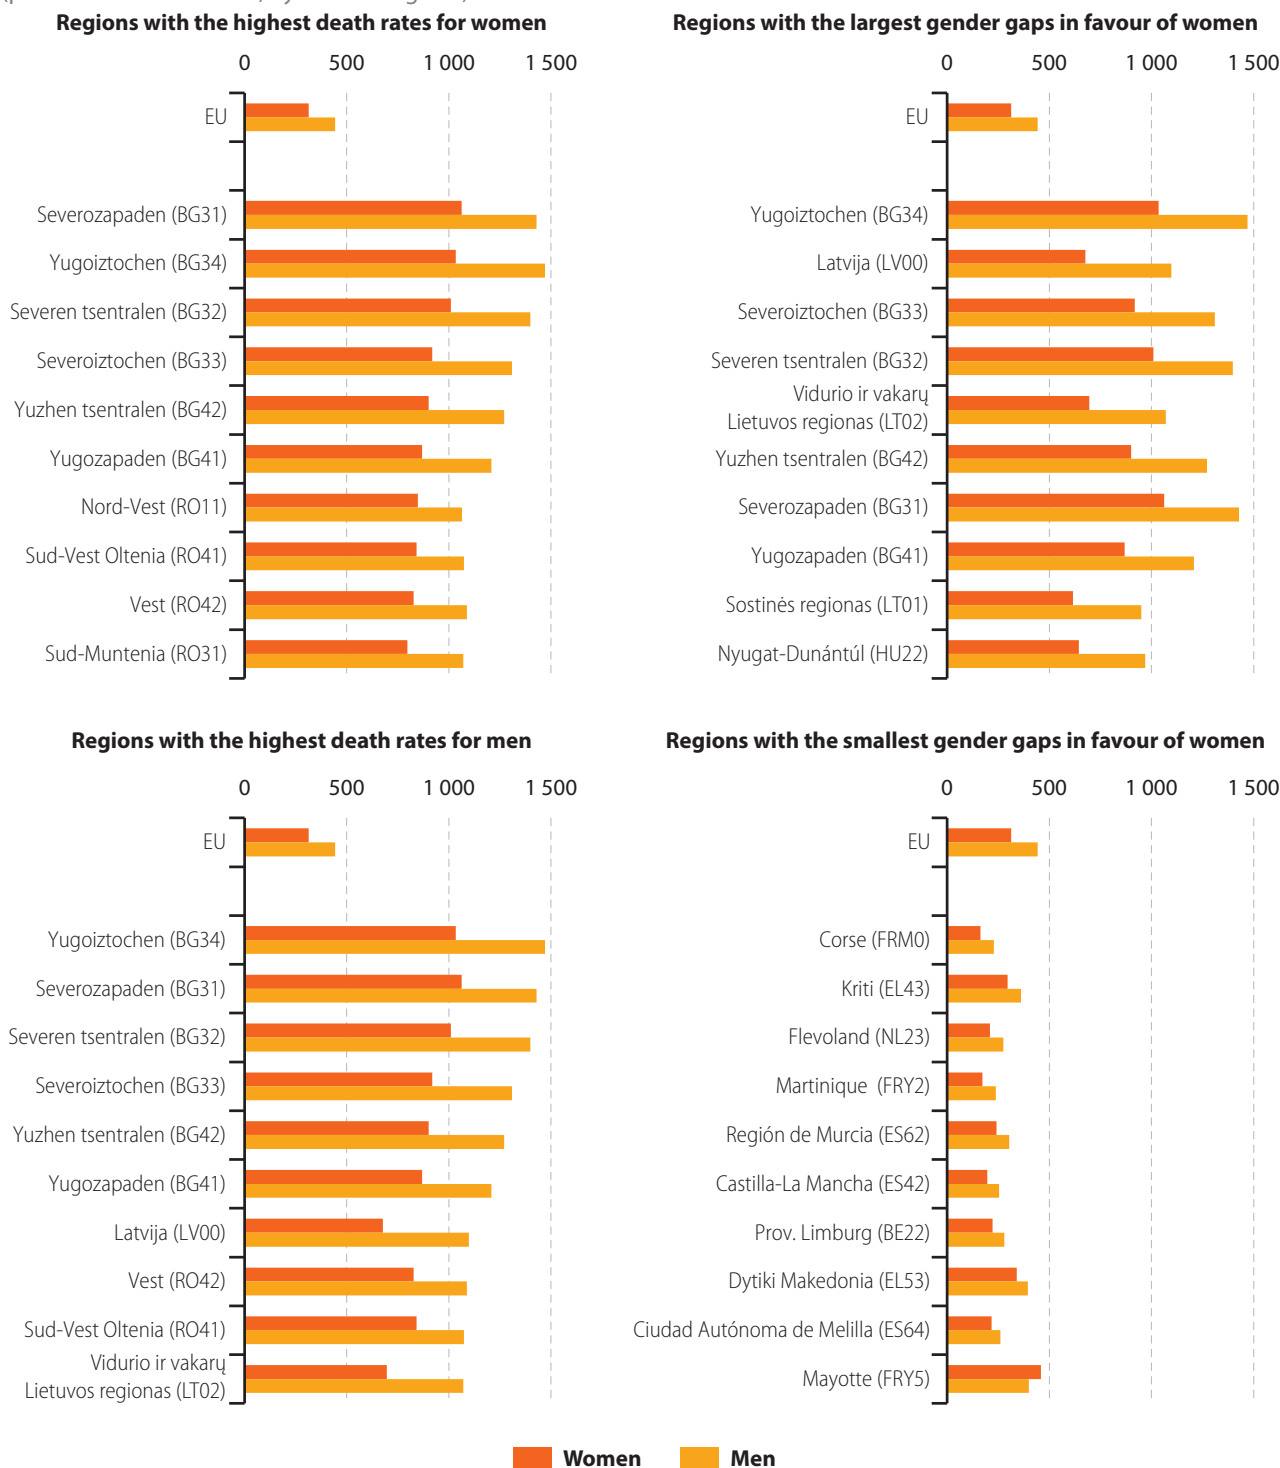 Regions with the highest death rates for women
0 500 1 000 1 500
EU
Severozapaden (BG31)
Yugoiztochen (BG34)
Severen tsentralen (BG32)
Severoiztochen (BG33)
Yuzhen tsentralen (BG42)
Yugozapaden (BG41)
Nord-Vest (RO11)
Sud-Vest Oltenia (RO41)
Vest (RO42)
Sud-Muntenia (RO31)
Regions with the largest gender gaps in favour of women
0 500 1 000 1 500
EU
Yugoiztochen (BG34)
Latvija (LV00)
Severoiztochen (BG33)
Severen tsentralen (BG32)
Vidurio ir vakarų
Lietuvos regionas (LT02)
Yuzhen tsentralen (BG42)
Severozapaden (BG31)
Yugozapaden (BG41)
Sostinės regionas (LT01)
Nyugat-Dunántúl (HU22)
Regions with the highest death rates for men
0 500 1 000 1 500
EU
Yugoiztochen (BG34)
Severozapaden (BG31)
Severen tsentralen (BG32)
Severoiztochen (BG33)
Yuzhen tsentralen (BG42)
Yugozapaden (BG41)
Latvija (LV00)
Vest (RO42)
Sud-Vest Oltenia (RO41)
Vidurio ir vakarų
Lietuvos regionas (LT02)
Regions with the smallest gender gaps in favour of women
0 500 1 000 1 500
EU
Corse (FRM0)
Kriti (EL43)
Flevoland (NL23)
Martinique (FRY2)
Región de Murcia (ES62)
Castilla-La Mancha (ES42)
Prov. Limburg (BE22)
Dytiki Makedonia (EL53)
Ciudad Autónoma de Melilla (ES64)
Mayotte (FRY5)
Women Men